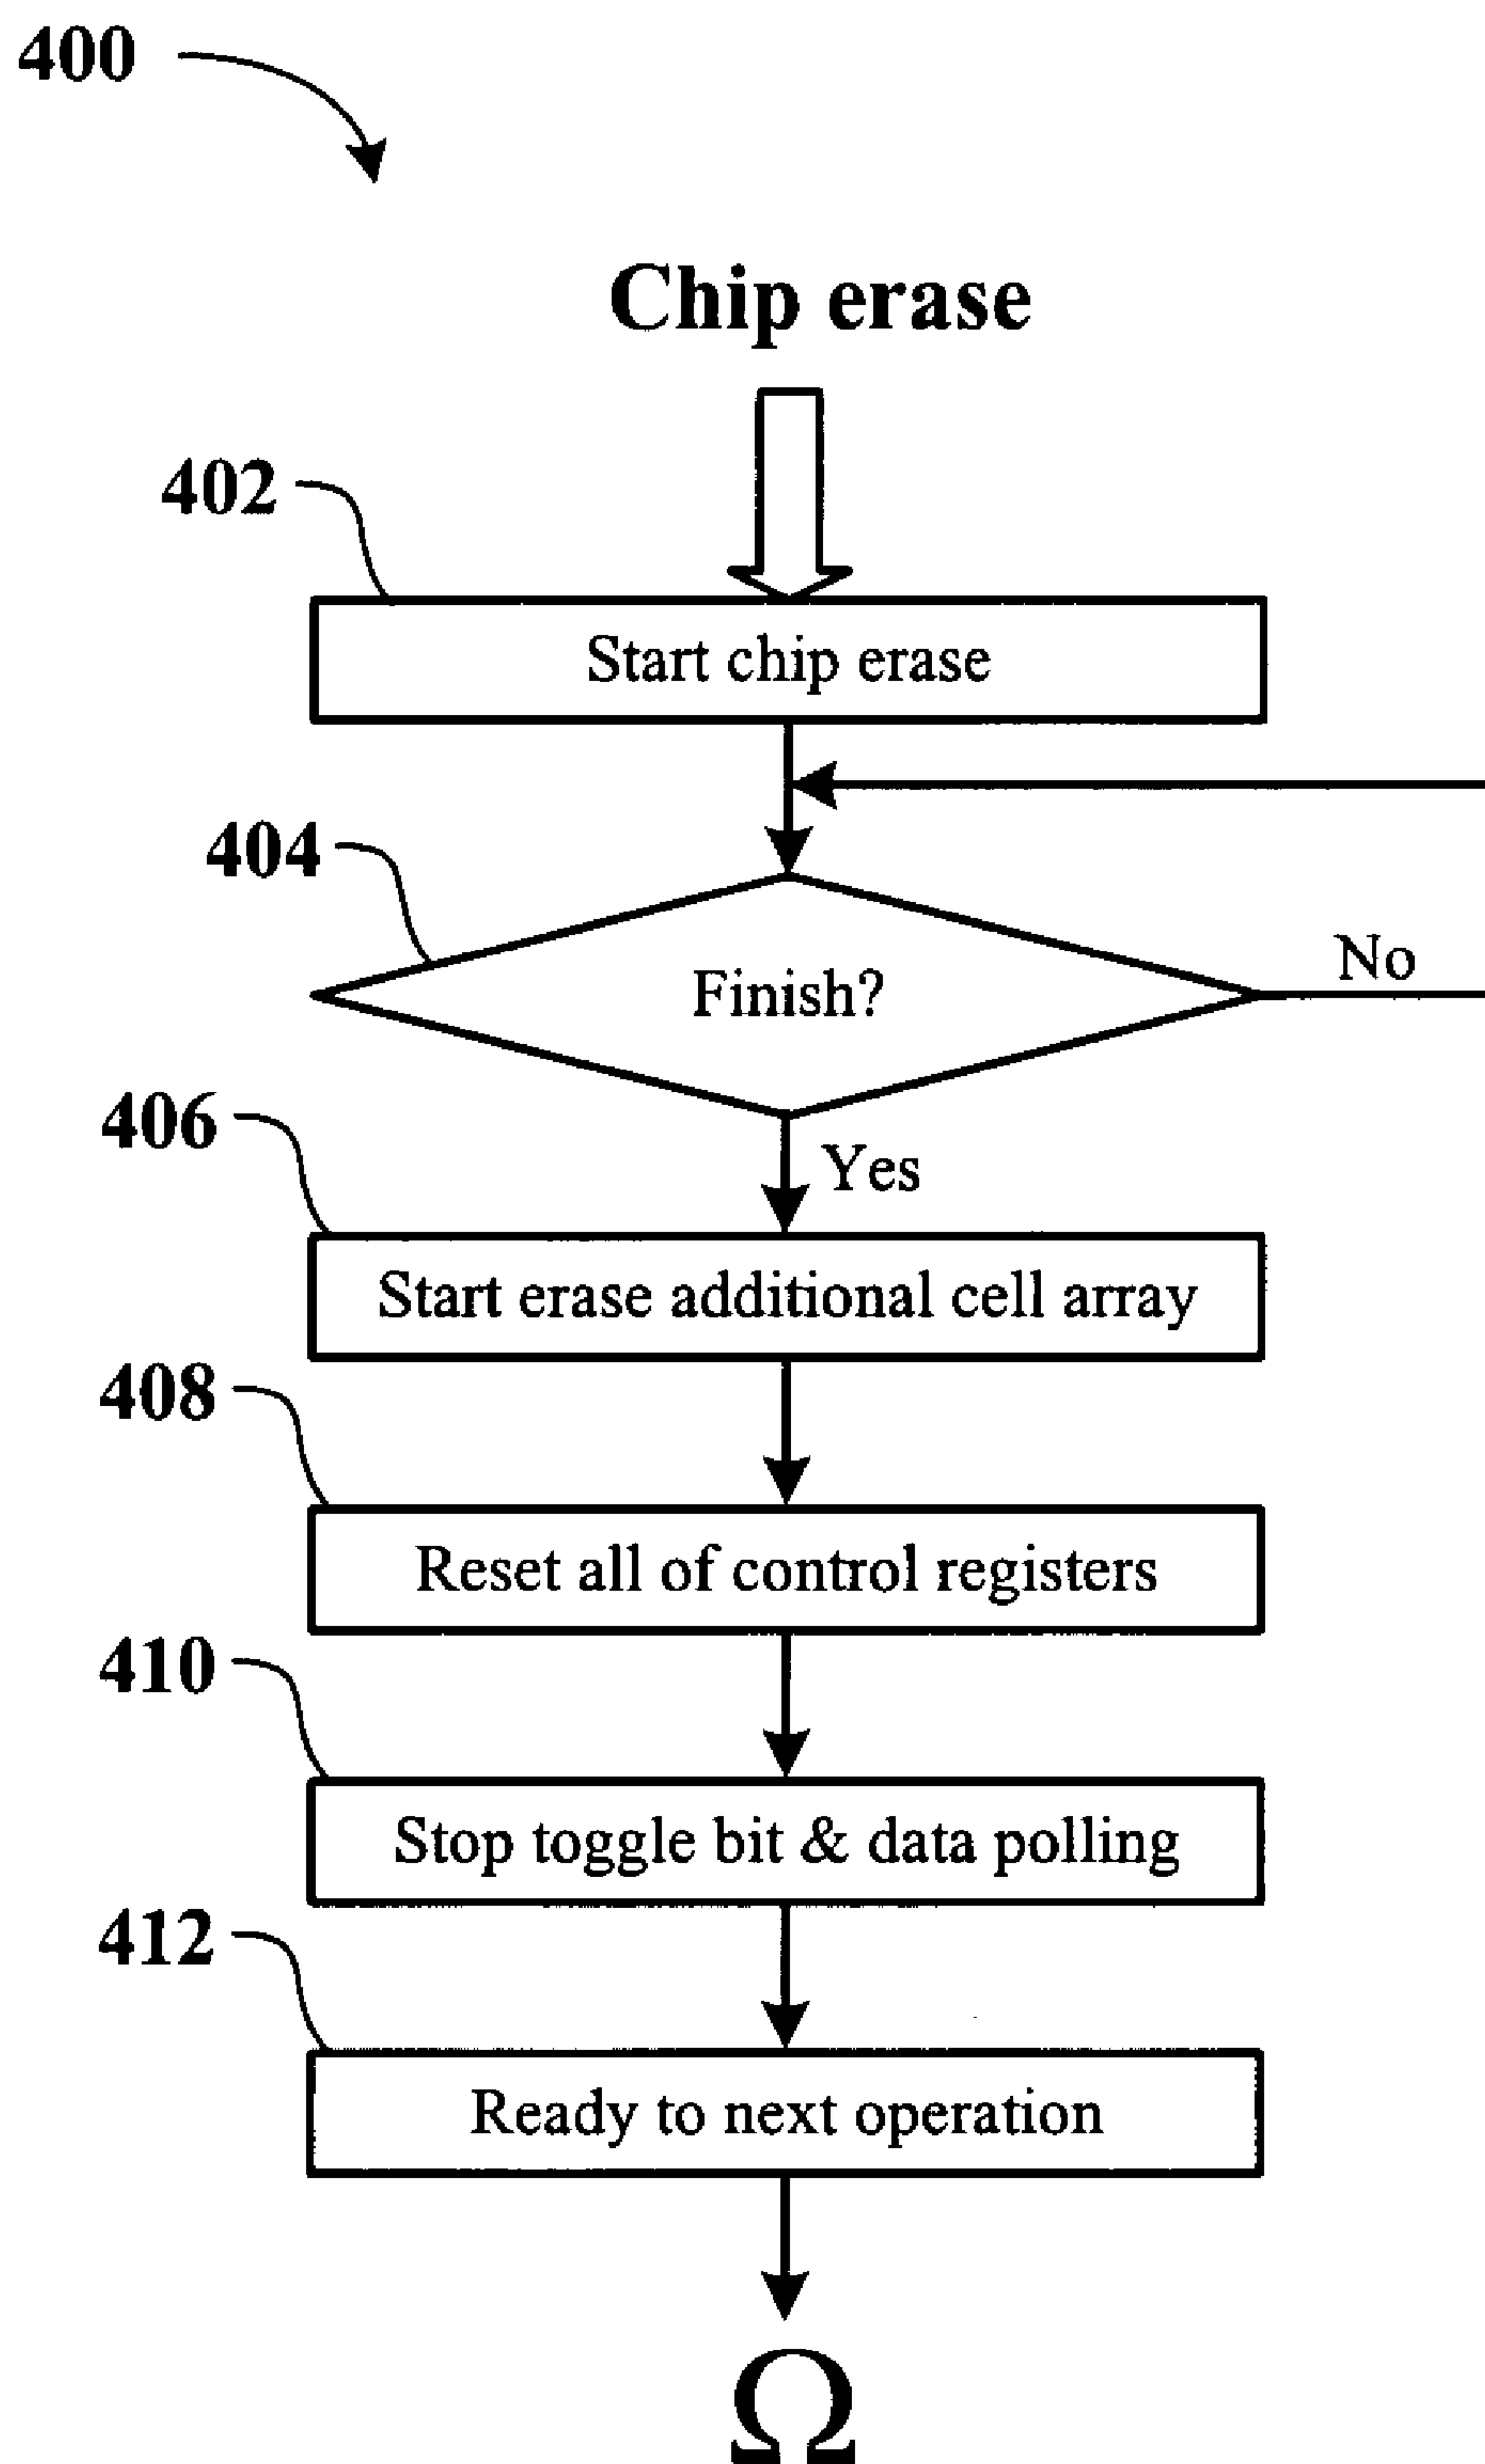 400
Chip erase
402
Start chip erase
404
Finish?
No
Yes
406
Start erase additional cell array
408
Reset all of control registers
410
Stop toggle bit & data polling
412
Ready to next operation
Ω